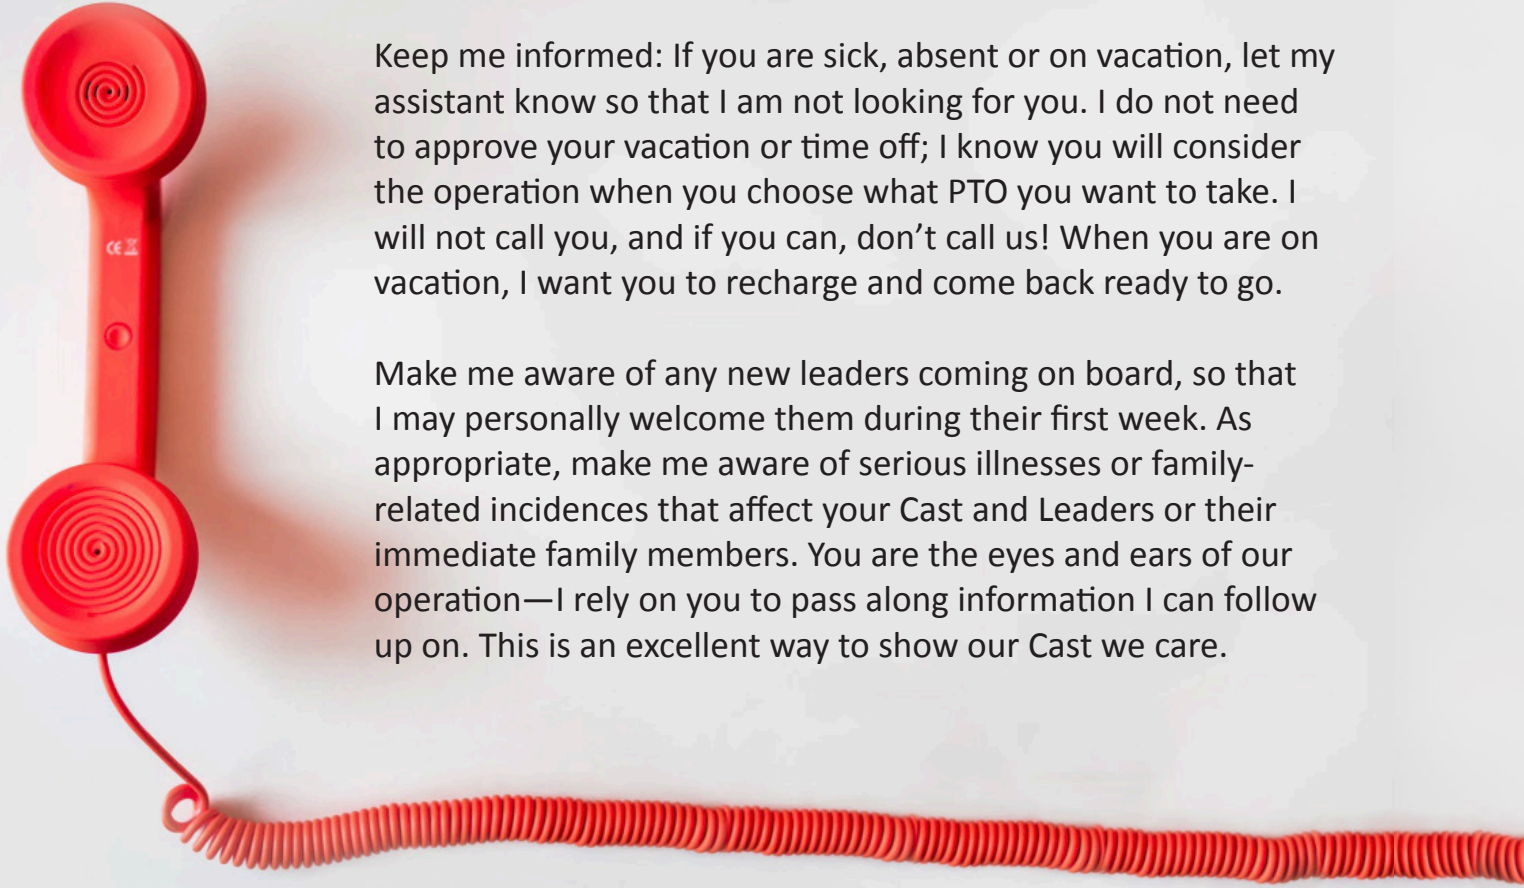 Keep me informed: If you are sick, absent or on vacation, let my
assistant know so that I am not looking for you. I do not need
to approve your vacation or time off; I know you will consider
the operation when you choose what PTO you want to take. I
will not call you, and if you can, don’t call us! When you are on
vacation, I want you to recharge and come back ready to go.
Make me aware of any new leaders coming on board, so that
I may personally welcome them during their first week. As
appropriate, make me aware of serious illnesses or family-
related incidences that affect your Cast and Leaders or their
immediate family members. You are the eyes and ears of our
operation—I rely on you to pass along information I can follow
up on. This is an excellent way to show our Cast we care.
CE